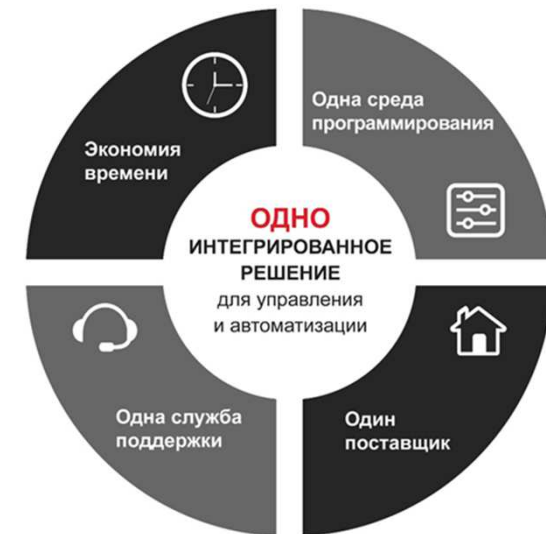 Экономия
времени
Одна среда
программирования
ОДНО
ИНТЕГРИРОВАННОЕ
РЕШЕНИЕ
для управления
и автоматизации
Одна служба
поддержки
Один
поставщик